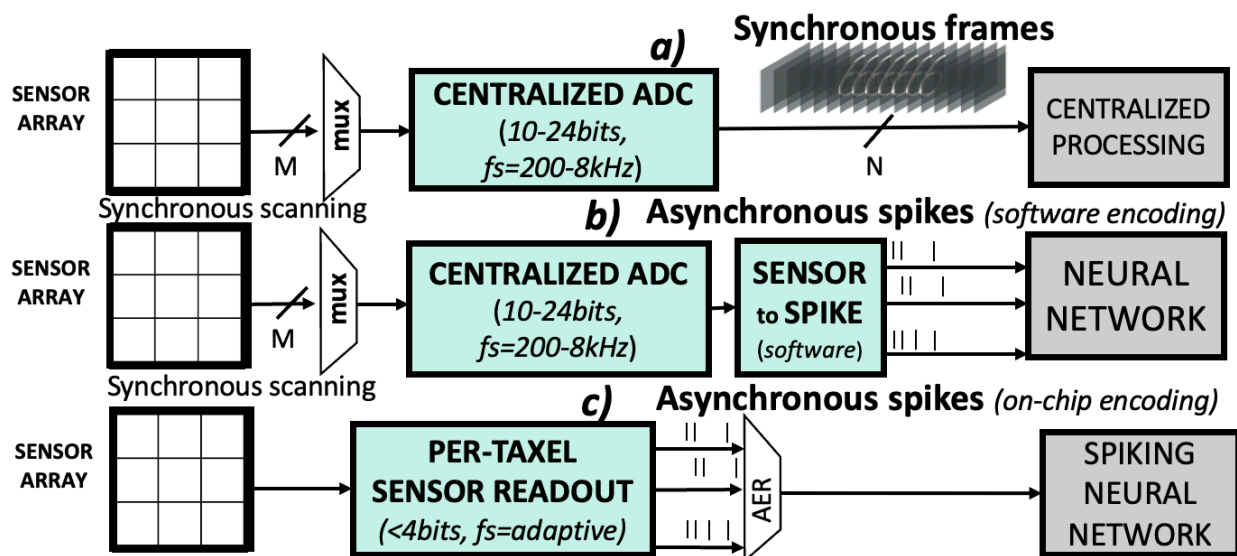 a)
Synchronous frames
SENSOR
ARRAY
M
mux
CENTRALIZED ADC
(10-24bits,
fs=200-8kHz)
N
CENTRALIZED
PROCESSING
Synchronous scanning
b)
Asynchronous spikes (software encoding)
SENSOR
ARRAY
M
mux
CENTRALIZED ADC
(10-24bits,
fs=200-8kHz)
SENSOR
to SPIKE
(software)
NEURAL
NETWORK
Synchronous scanning
c)
Asynchronous spikes (on-chip encoding)
SENSOR
ARRAY
PER-TAXEL
SENSOR READOUT
(<4bits, fs=adaptive)
AER
SPIKING
NEURAL
NETWORK